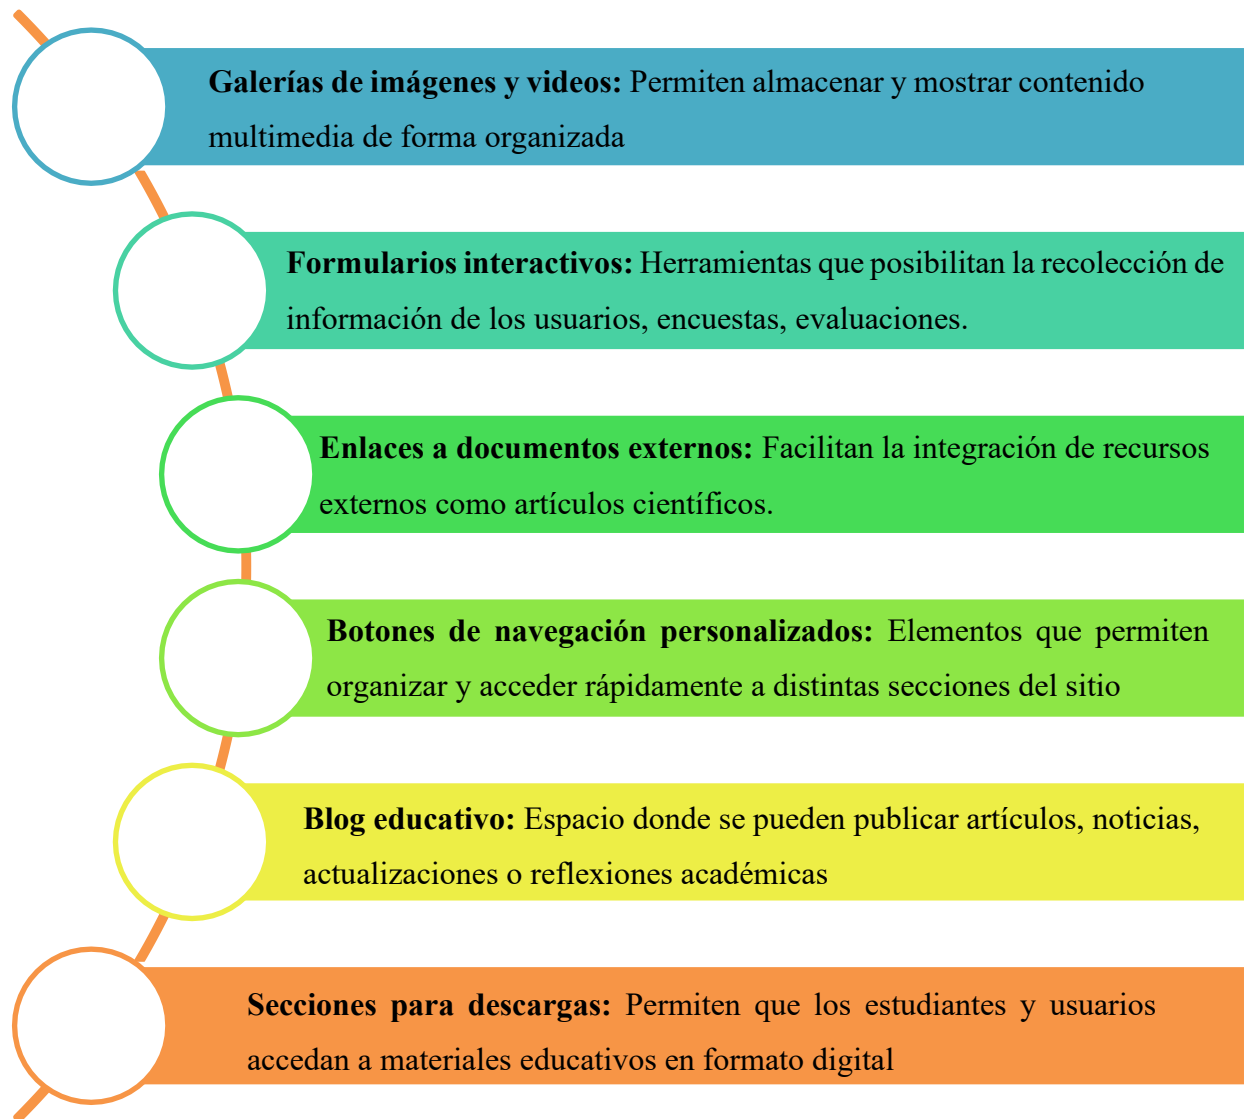 Galerías de imágenes y videos: Permiten almacenar y mostrar contenido
multimedia de forma organizada
Formularios interactivos: Herramientas que posibilitan la recolección de
información de los usuarios, encuestas, evaluaciones.
Enlaces a documentos externos: Facilitan la integración de recursos
externos como artículos científicos.
Botones de navegación personalizados: Elementos que permiten
organizar y acceder rápidamente a distintas secciones del sitio
Blog educativo: Espacio donde se pueden publicar artículos, noticias,
actualizaciones o reflexiones académicas
Secciones para descargas: Permiten que los estudiantes y usuarios
accedan a materiales educativos en formato digital